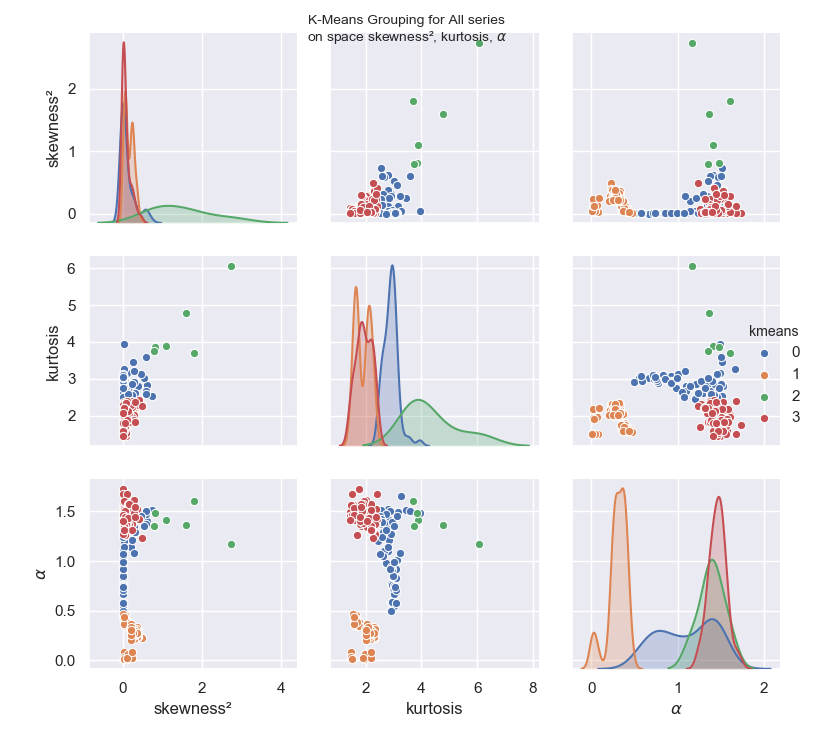 K-Means Grouping for All series
on space skewness², kurtosis, α
skewness²
2
1
0
kurtosis
6
5
4
3
2
kmeans
0
1
2
3
α
1.5
1.0
0.5
0.0
0 2 4
2 4 6 8
0 1 2
skewness² kurtosis α